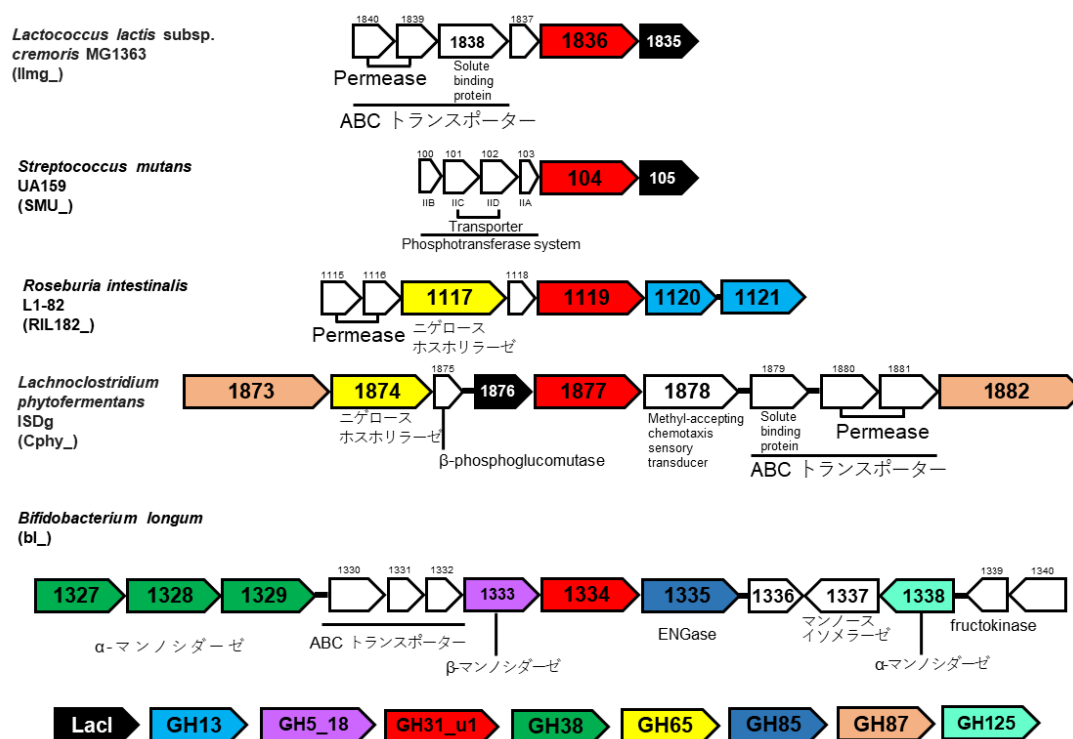 Lactococcus lactis subsp.
cremoris MG1363
(llmg_)
1840 1839 1838 1837 1836 1835
Permease
Solute
binding
protein
ABC トランスポーター
Streptococcus mutans
UA159
(SMU_)
100 101 102 103 104 105
IIB IIC IID IIA
Transporter
Phosphotransferase system
Roseburia intestinalis
L1-82
(RIL182_)
1115 1116 1117 1118 1119 1120 1121
Permease
ニゲロース
ホスホリラーゼ
Lachnoclostridium
phytofermentans
ISDg
(Cphy_)
1873 1874 1875 1876 1877 1878 1879 1880 1881 1882
ニゲロース
ホスホリラーゼ
β-phosphoglucomutase
Methyl-accepting
chemotaxis
sensory
transducer
Solute
binding
protein
Permease
ABC トランスポーター
Bifidobacterium longum
(bl_)
1327 1328 1329 1330 1331 1332 1333 1334 1335 1336 1337 1338 1339 1340
α-マンノシダーゼ
ABC トランスポーター
β-マンノシダーゼ
ENGase
マンノース
イソメラーゼ
α-マンノシダーゼ
fructokinase
LacI GH13 GH5_18 GH31_u1 GH38 GH65 GH85 GH87 GH125